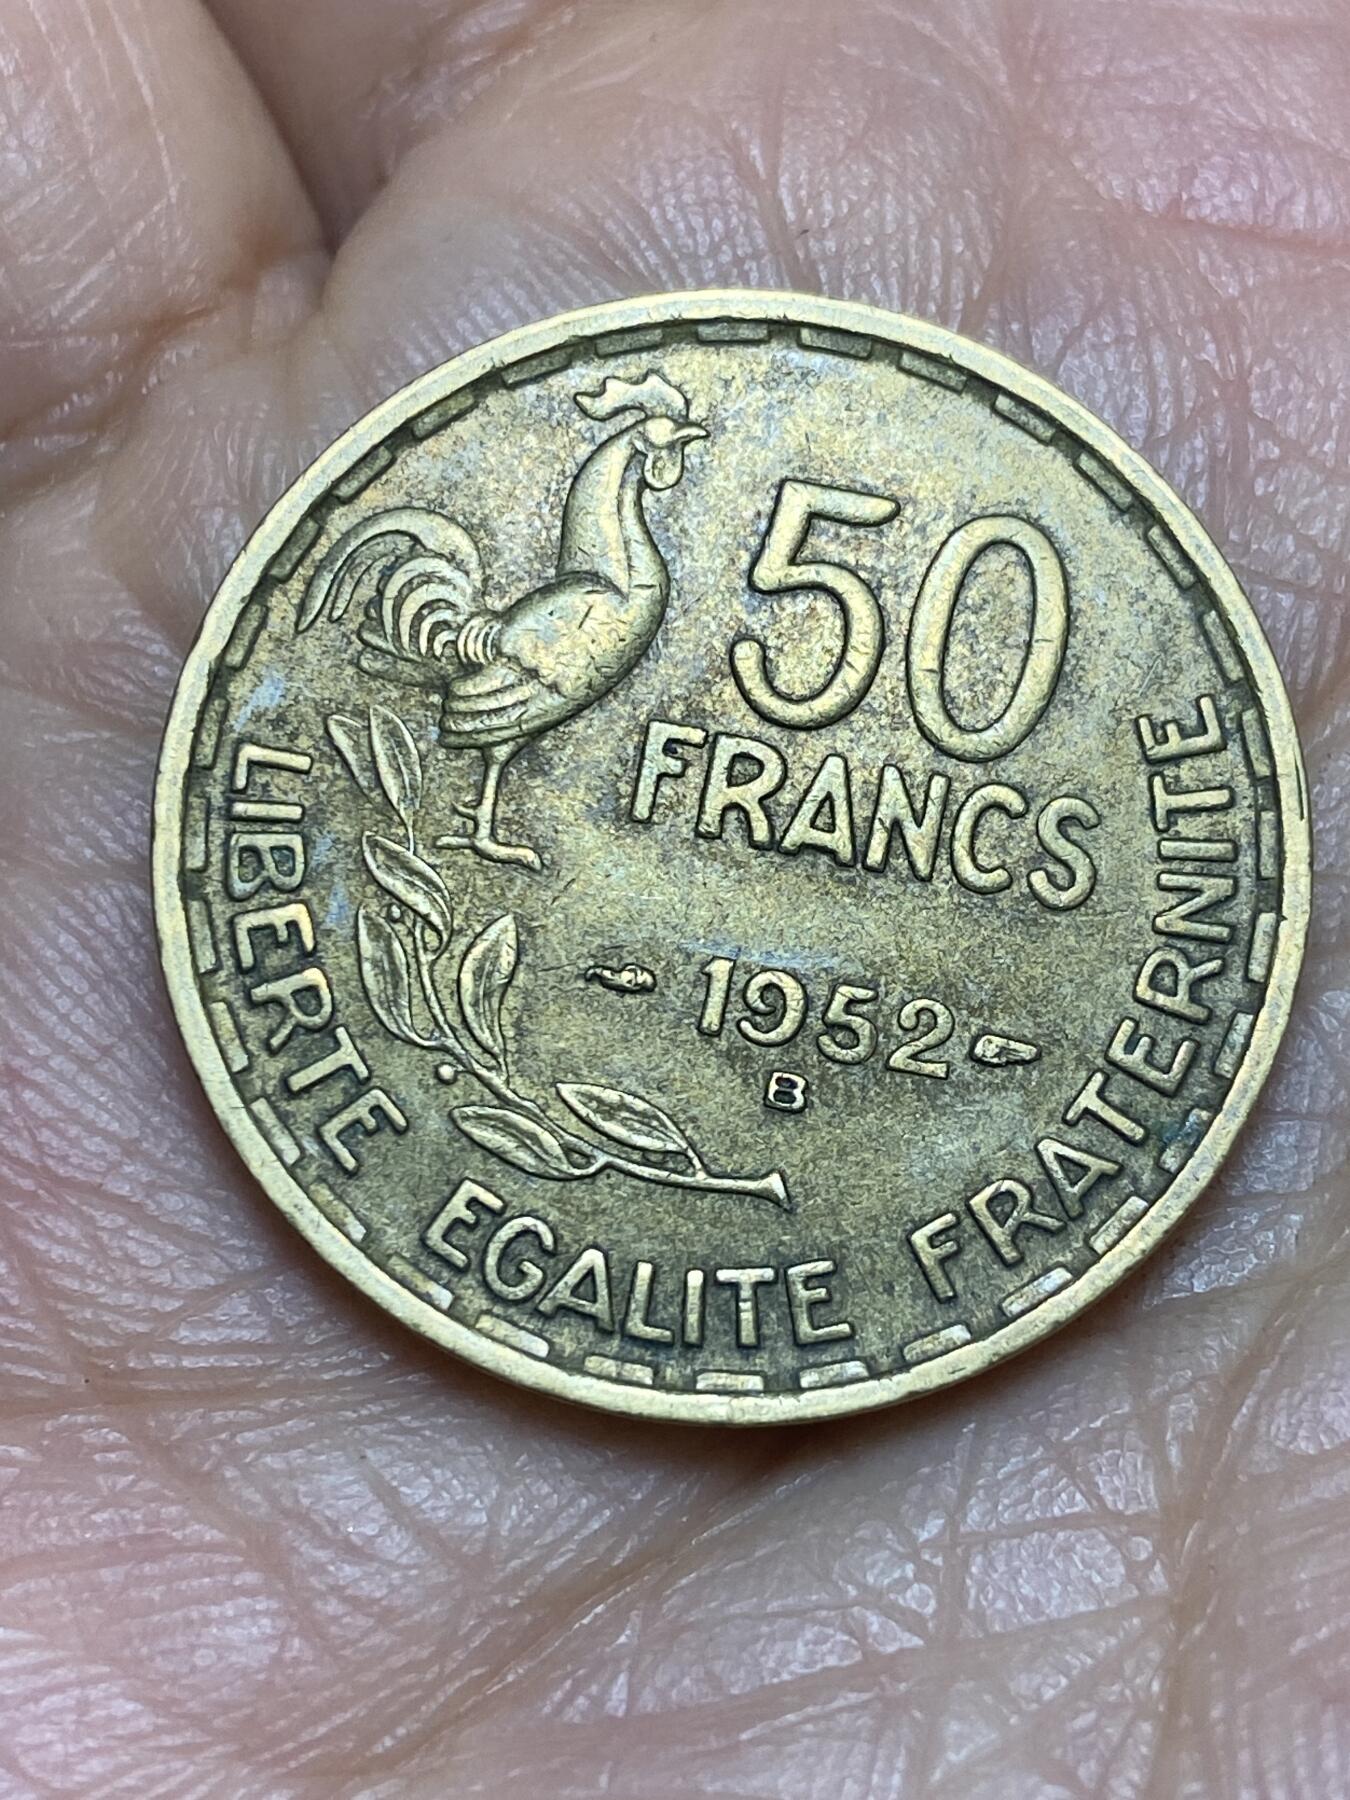 50
FRANCS
1952
B
LIBERTE EGALITE FRATERNITE